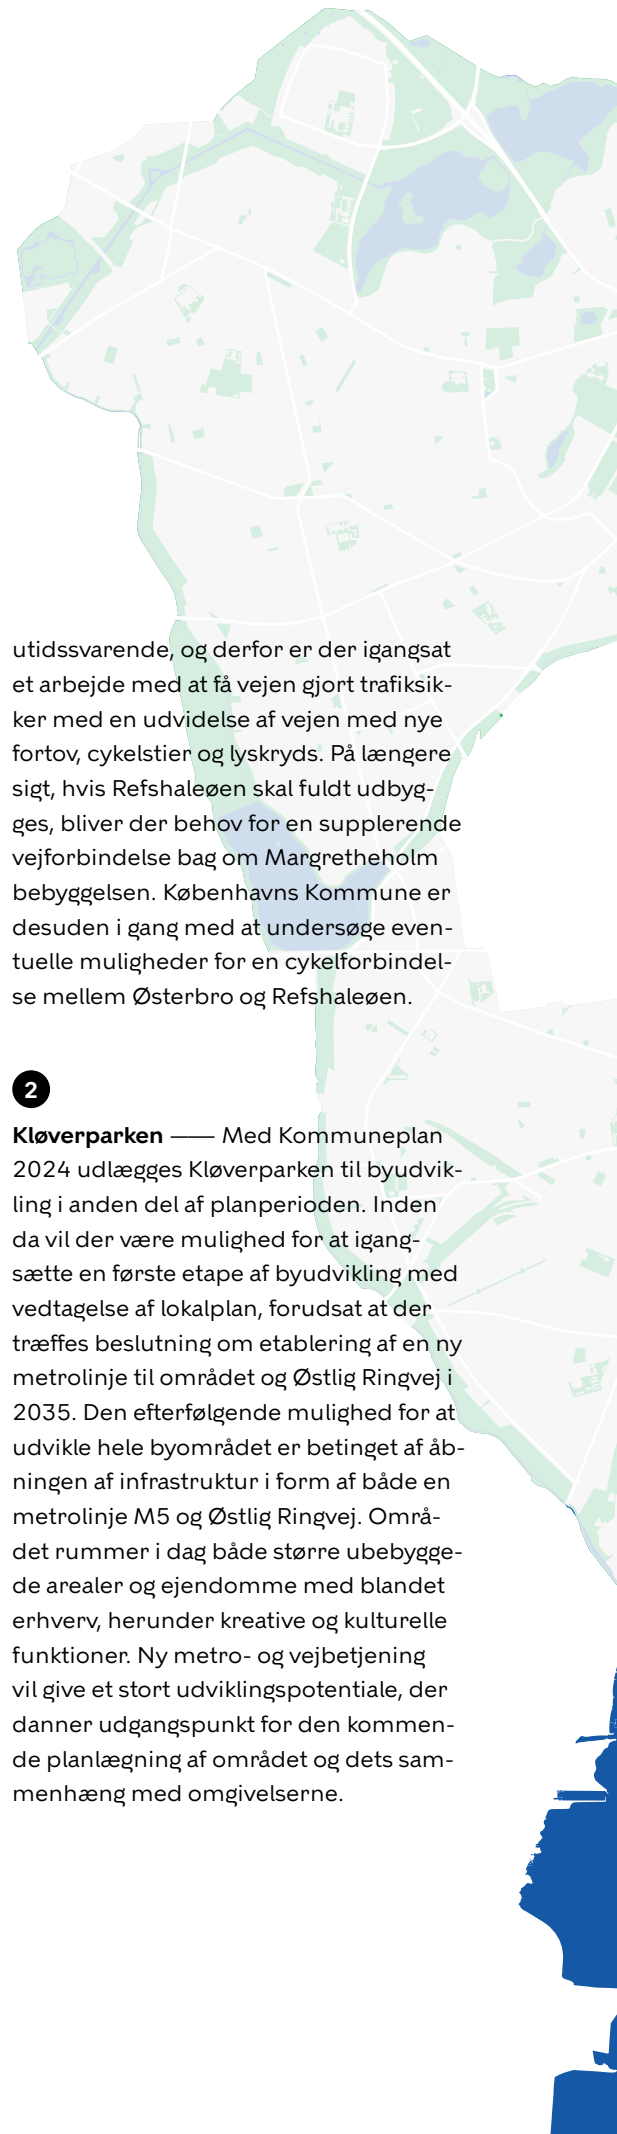 utidssvarende, og derfor er der igangsat
et arbejde med at få vejen gjort trafiksik-
ker med en udvidelse af vejen med nye
fortov, cykelstier og lyskryds. På længere
sigt, hvis Refshaleøen skal fuldt udbyg-
ges, bliver der behov for en supplerende
vejforbindelse bag om Margretheholm
bebyggelsen. Københavns Kommune er
desuden i gang med at undersøge even-
tuelle muligheder for en cykelforbindel-
se mellem Østerbro og Refshaleøen.
2
Kløverparken —— Med Kommuneplan
2024 udlægges Kløverparken til byudvik-
ling i anden del af planperioden. Inden
da vil der være mulighed for at igang-
sætte en første etape af byudvikling med
vedtagelse af lokalplan, forudsat at der
træffes beslutning om etablering af en ny
metrolinje til området og Østlig Ringvej i
2035. Den efterfølgende mulighed for at
udvikle hele byområdet er betinget af åb-
ningen af infrastruktur i form af både en
metrolinje M5 og Østlig Ringvej. Områ-
det rummer i dag både større ubebygge-
de arealer og ejendomme med blandet
erhverv, herunder kreative og kulturelle
funktioner. Ny metro- og vejbetjening
vil give et stort udviklingspotentiale, der
danner udgangspunkt for den kommen-
de planlægning af området og dets sam-
menhæng med omgivelserne.